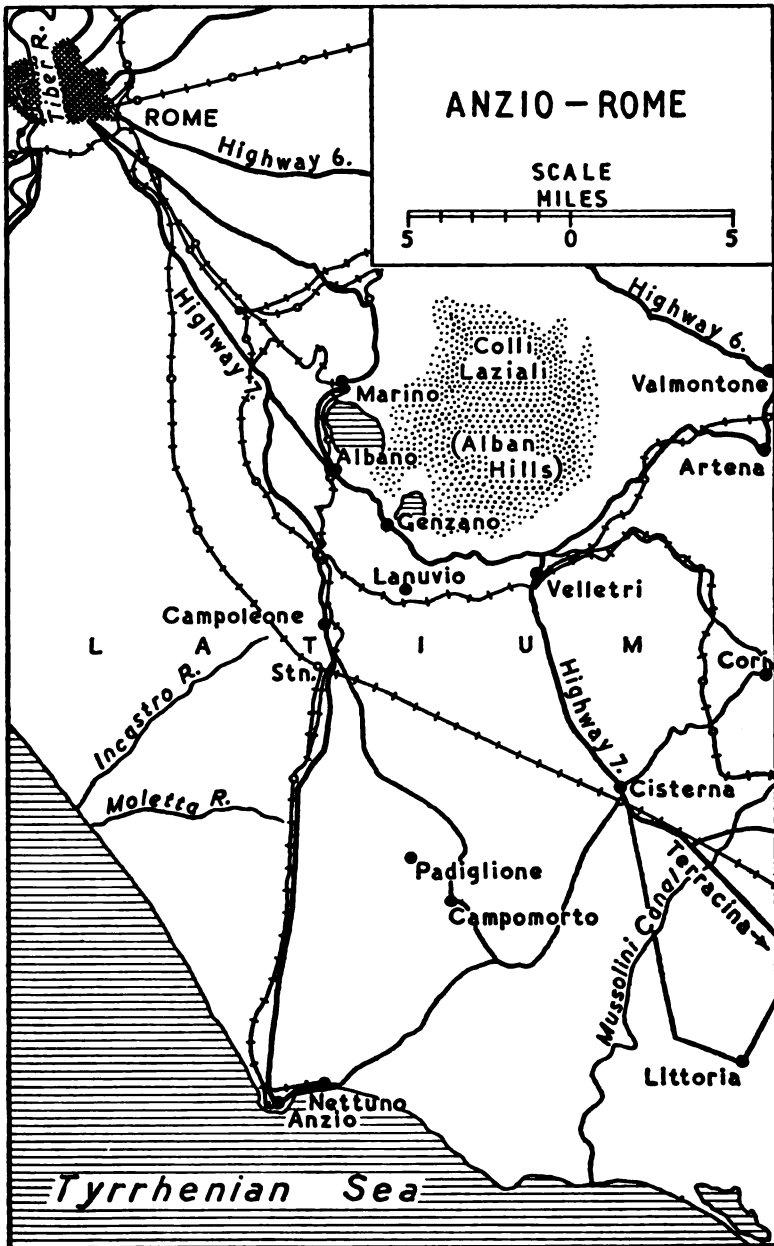 ANZIO – ROME
SCALE
MILES
5 0 5
Tiber R.
ROME
Highway 6.
Highway 6.
Highway 7.
Colli
Laziali
(Alban
Hills)
Valmontone
Marino
Albano
Artena
Genzano
Lanuvio
Velletri
Campoleone
L A T I U M
Stn.
Cori
Incastro R.
Highway 7.
Moletta R.
Cisterna
Padiglione
Campomorto
Terracina→
Mussolini Canal
Littoria
Nettuno
Anzio
Tyrrhenian Sea